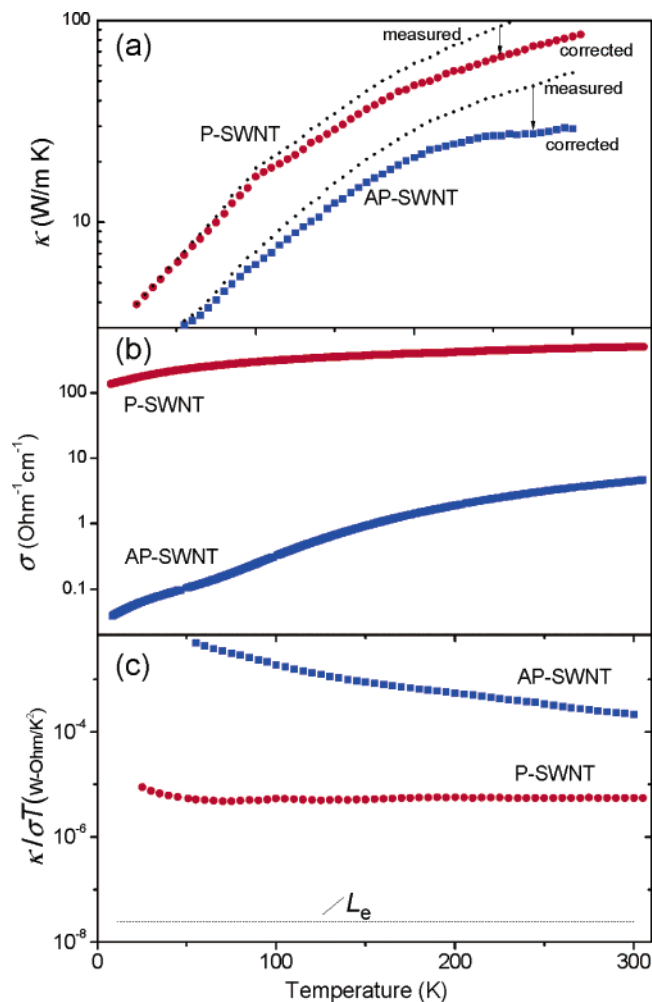 100
(a)
measured
corrected
P-SWNT
measured
κ (W/m K)
corrected
AP-SWNT
10
(b)
100
P-SWNT
σ (Ohm⁻¹cm⁻¹)
10
1
AP-SWNT
0.1
(c)
AP-SWNT
10⁻⁴
κ/σT (W-Ohm/K²)
P-SWNT
10⁻⁶
Lₑ
10⁻⁸
0 100 200 300
Temperature (K)